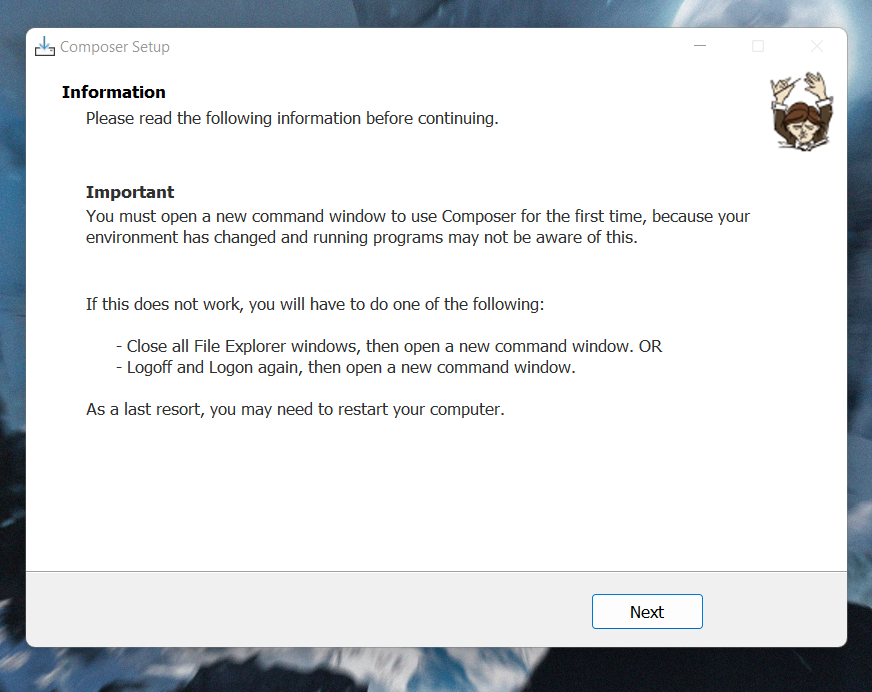 Composer Setup
Information
Please read the following information before continuing.
Important
You must open a new command window to use Composer for the first time, because your
environment has changed and running programs may not be aware of this.
If this does not work, you will have to do one of the following:
- Close all File Explorer windows, then open a new command window. OR
- Logoff and Logon again, then open a new command window.
As a last resort, you may need to restart your computer.
Next